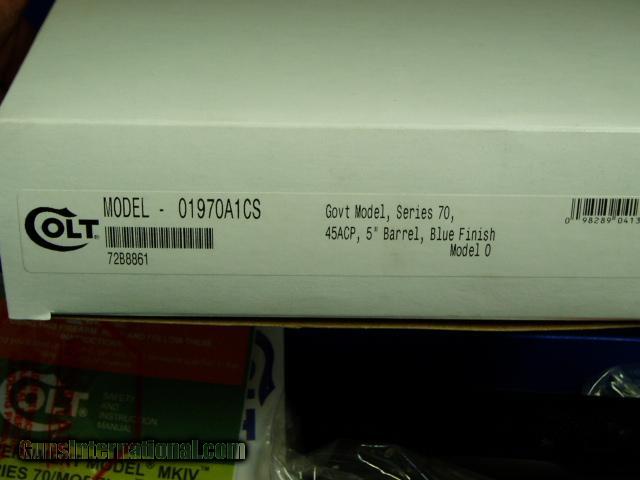 COLT
MODEL - 01970A1CS
72B8861
Govt Model, Series 70,
45ACP, 5" Barrel, Blue Finish
Model O
0 98289 0413
COLT
SAFETY
AND
INSTRUCTION
MANUAL
MODEL MKIV™
SERIES 70/
GunsInternational.com